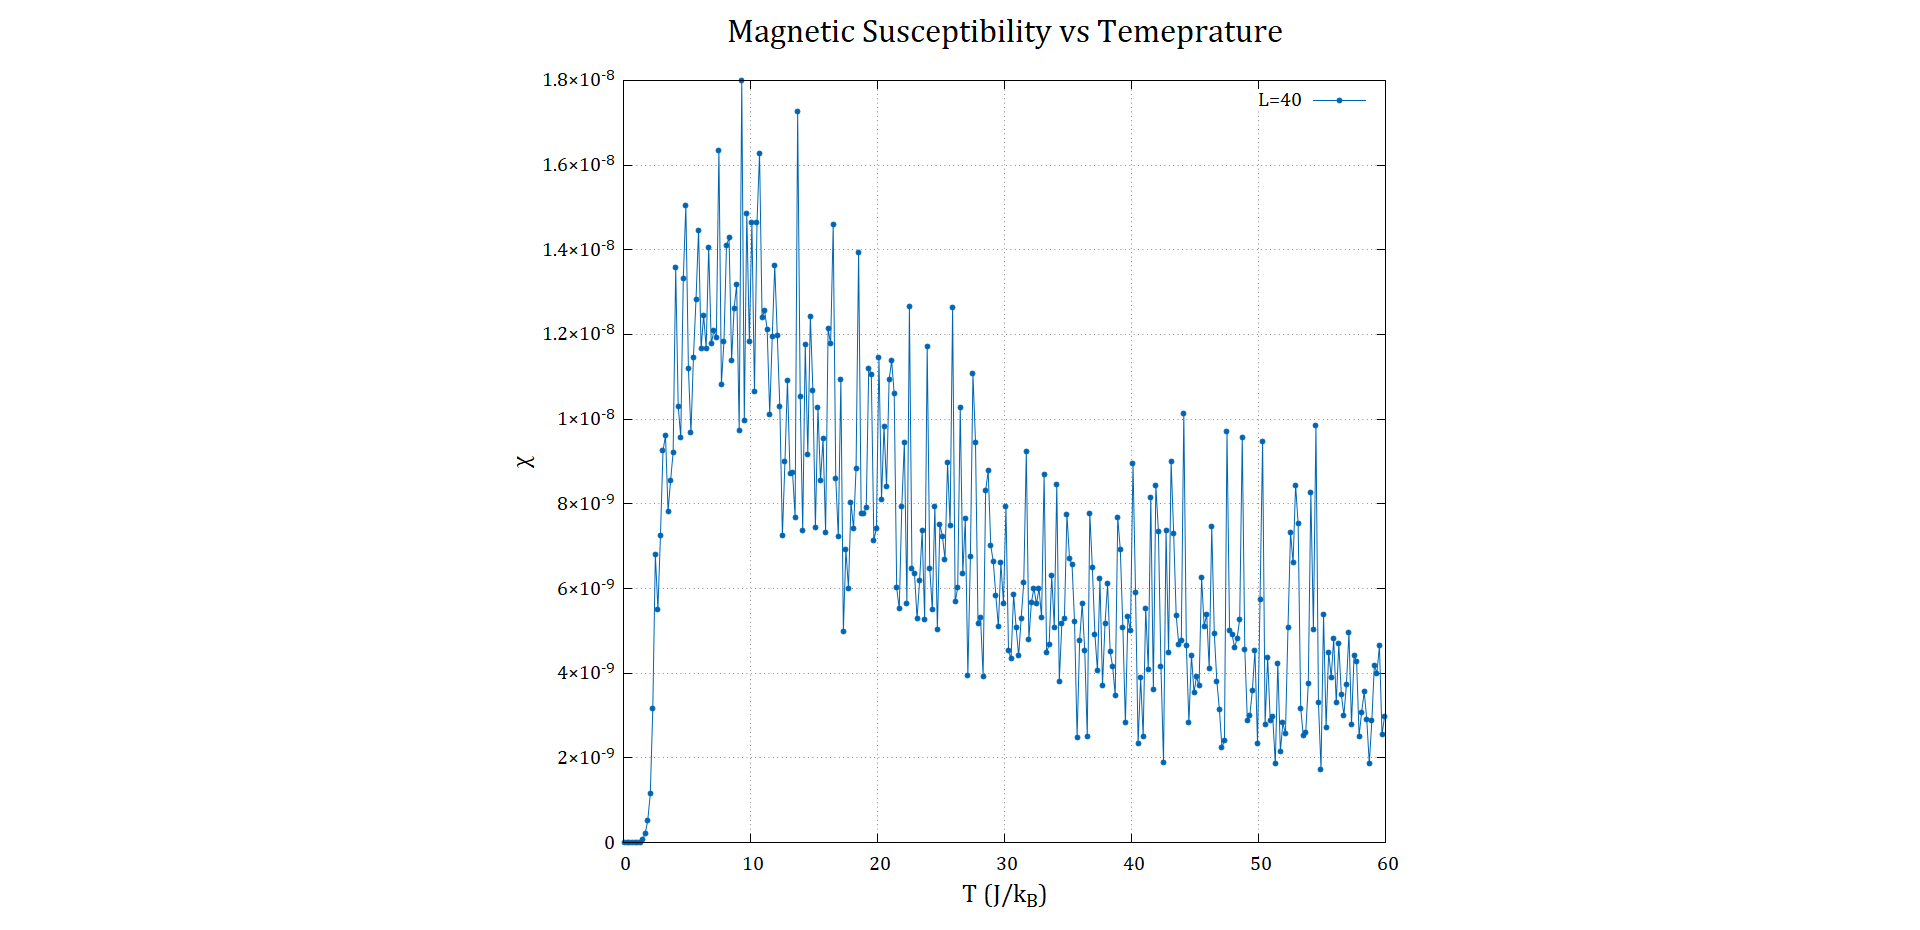 Magnetic Susceptibility vs Temeprature
1.8×10⁻⁸
L=40
1.6×10⁻⁸
1.4×10⁻⁸
1.2×10⁻⁸
1×10⁻⁸
χ
8×10⁻⁹
6×10⁻⁹
4×10⁻⁹
2×10⁻⁹
0
0 10 20 30 40 50 60
T (J/k_B)